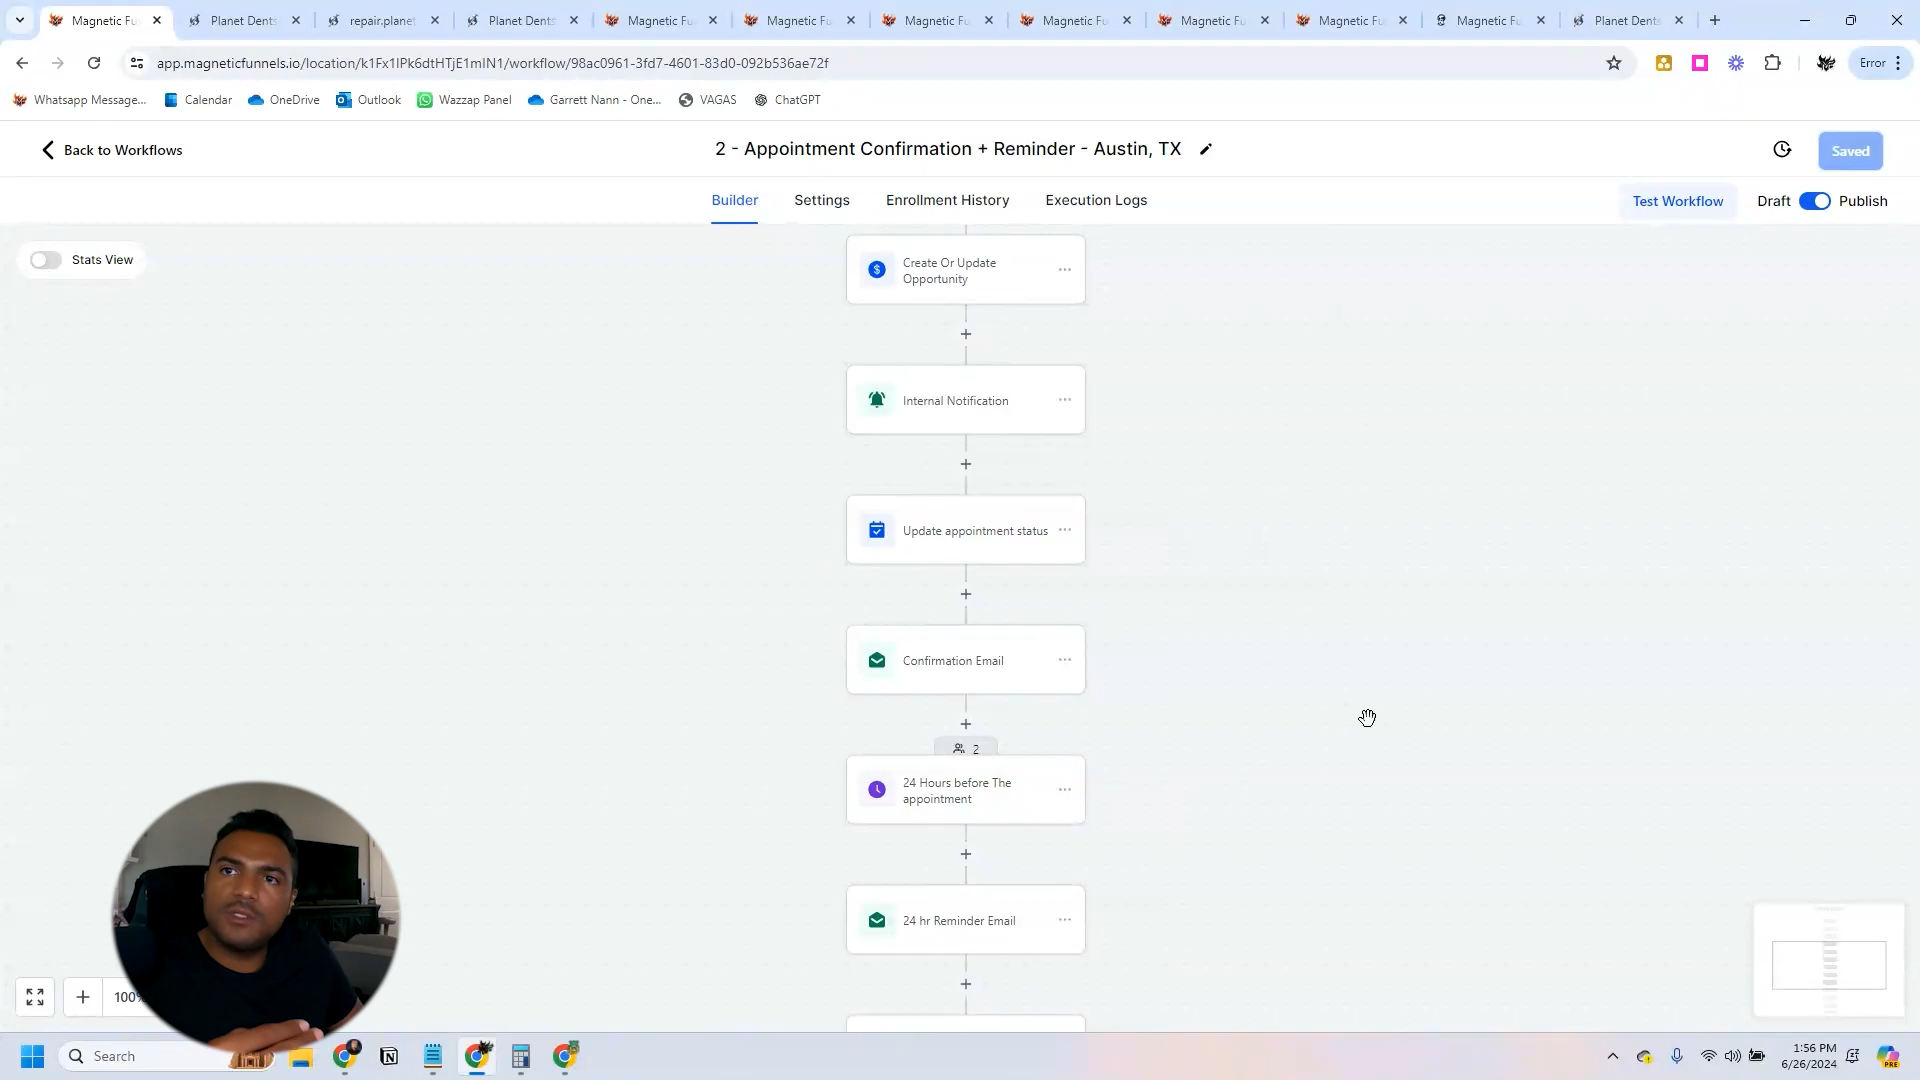 Magnetic Fu
Planet Dents
repair.planet
Planet Dents
Magnetic Fu
Magnetic Fu
Magnetic Fu
Magnetic Fu
Magnetic Fu
Magnetic Fu
Magnetic Fu
Planet Dents
app.magneticfunnels.io/location/k1Fx1IPk6dtHTjE1mIN1/workflow/98ac0961-3fd7-4601-83d0-092b536ae72f
Error
Whatsapp Message...
Calendar
OneDrive
Outlook
Wazzap Panel
Garrett Nann - One...
VAGAS
ChatGPT
Back to Workflows
2 - Appointment Confirmation + Reminder - Austin, TX
Saved
Builder
Settings
Enrollment History
Execution Logs
Test Workflow
Draft
Publish
Stats View
Create Or Update
Opportunity
Internal Notification
Update appointment status
Confirmation Email
2
24 Hours before The
appointment
24 hr Reminder Email
100%
Search
1:56 PM
6/26/2024
PRE